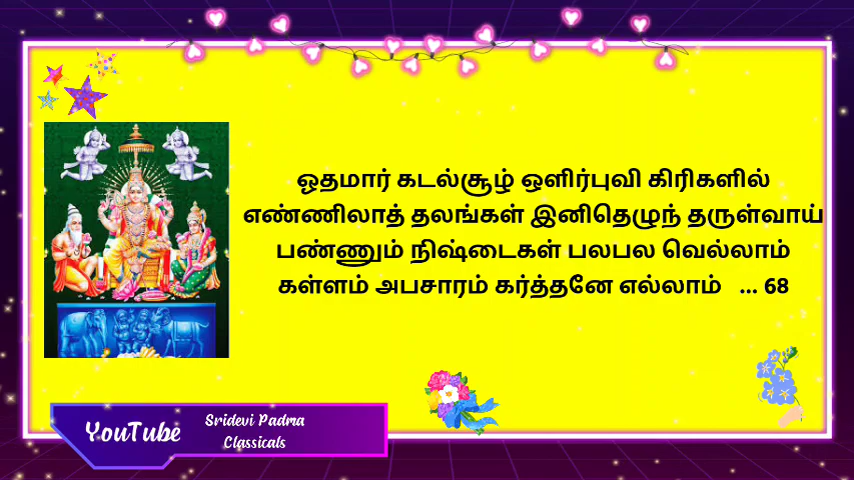 ஓதமார் கடல்சூழ் ஒளிர்புவி கிரிகளில்
எண்ணிலாத் தலங்கள் இனிதெழுந் தருள்வாய்
பண்ணும் நிஷ்டைகள் பலபல வெல்லாம்
கள்ளம் அபசாரம் கர்த்தனே எல்லாம் ... 68
YouTube
Sridevi Padma
Classicals